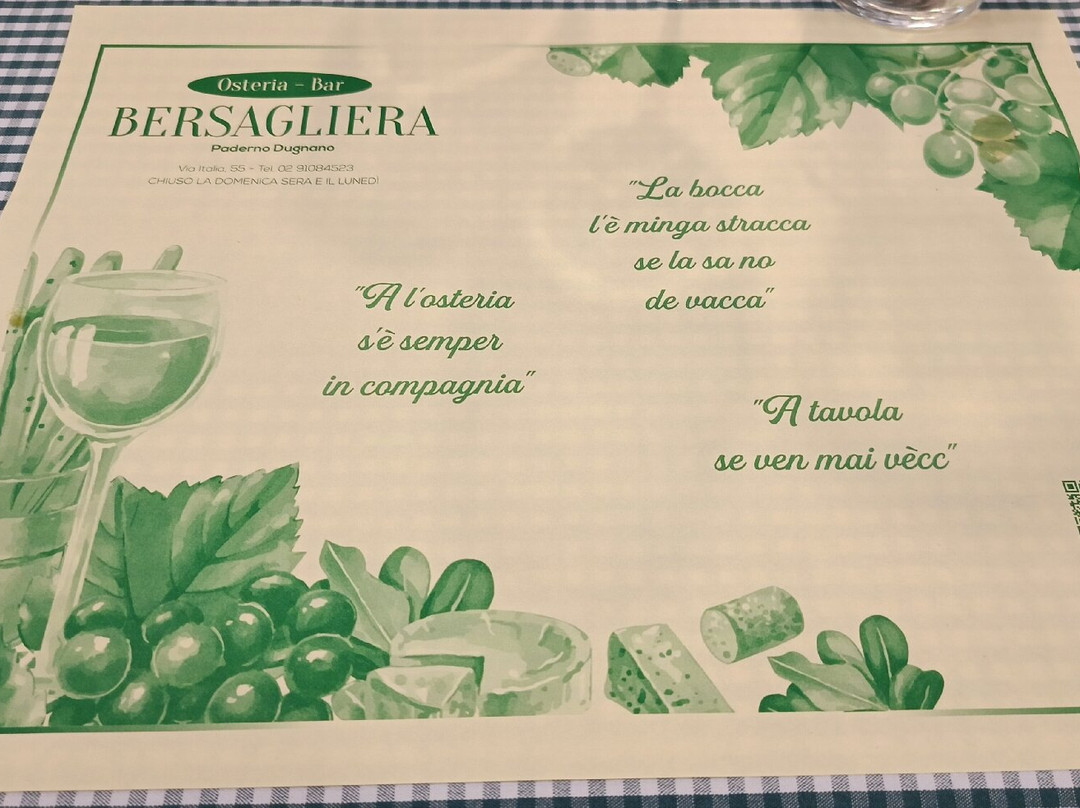 Osteria - Bar
BERSAGLIERA
Paderno Dugnano
Via Italia, 55 - Tel. 02 91084523
CHIUSO LA DOMENICA SERA E IL LUNEDÌ
"La bocca
l'è minga stracca
se la sa no
de vacca"
"A l'osteria
s'è semper
in compagnia"
"A tavola
se ven mai vècc"